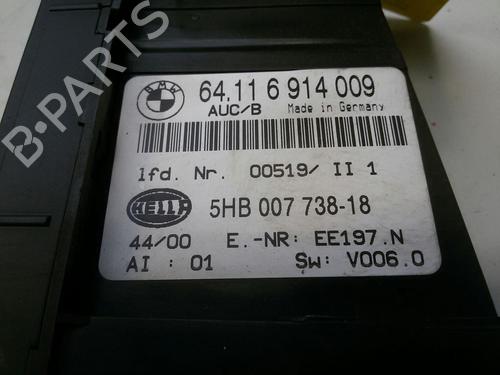 B-PARTS
BMW
64.11 6 914 009
AUC/B Made in Germany
lfd. Nr. 00519/ II 1
HELLA 5HB 007 738-18
44/00 E.-NR: EE197.N
AI : 01 SW: V006.0